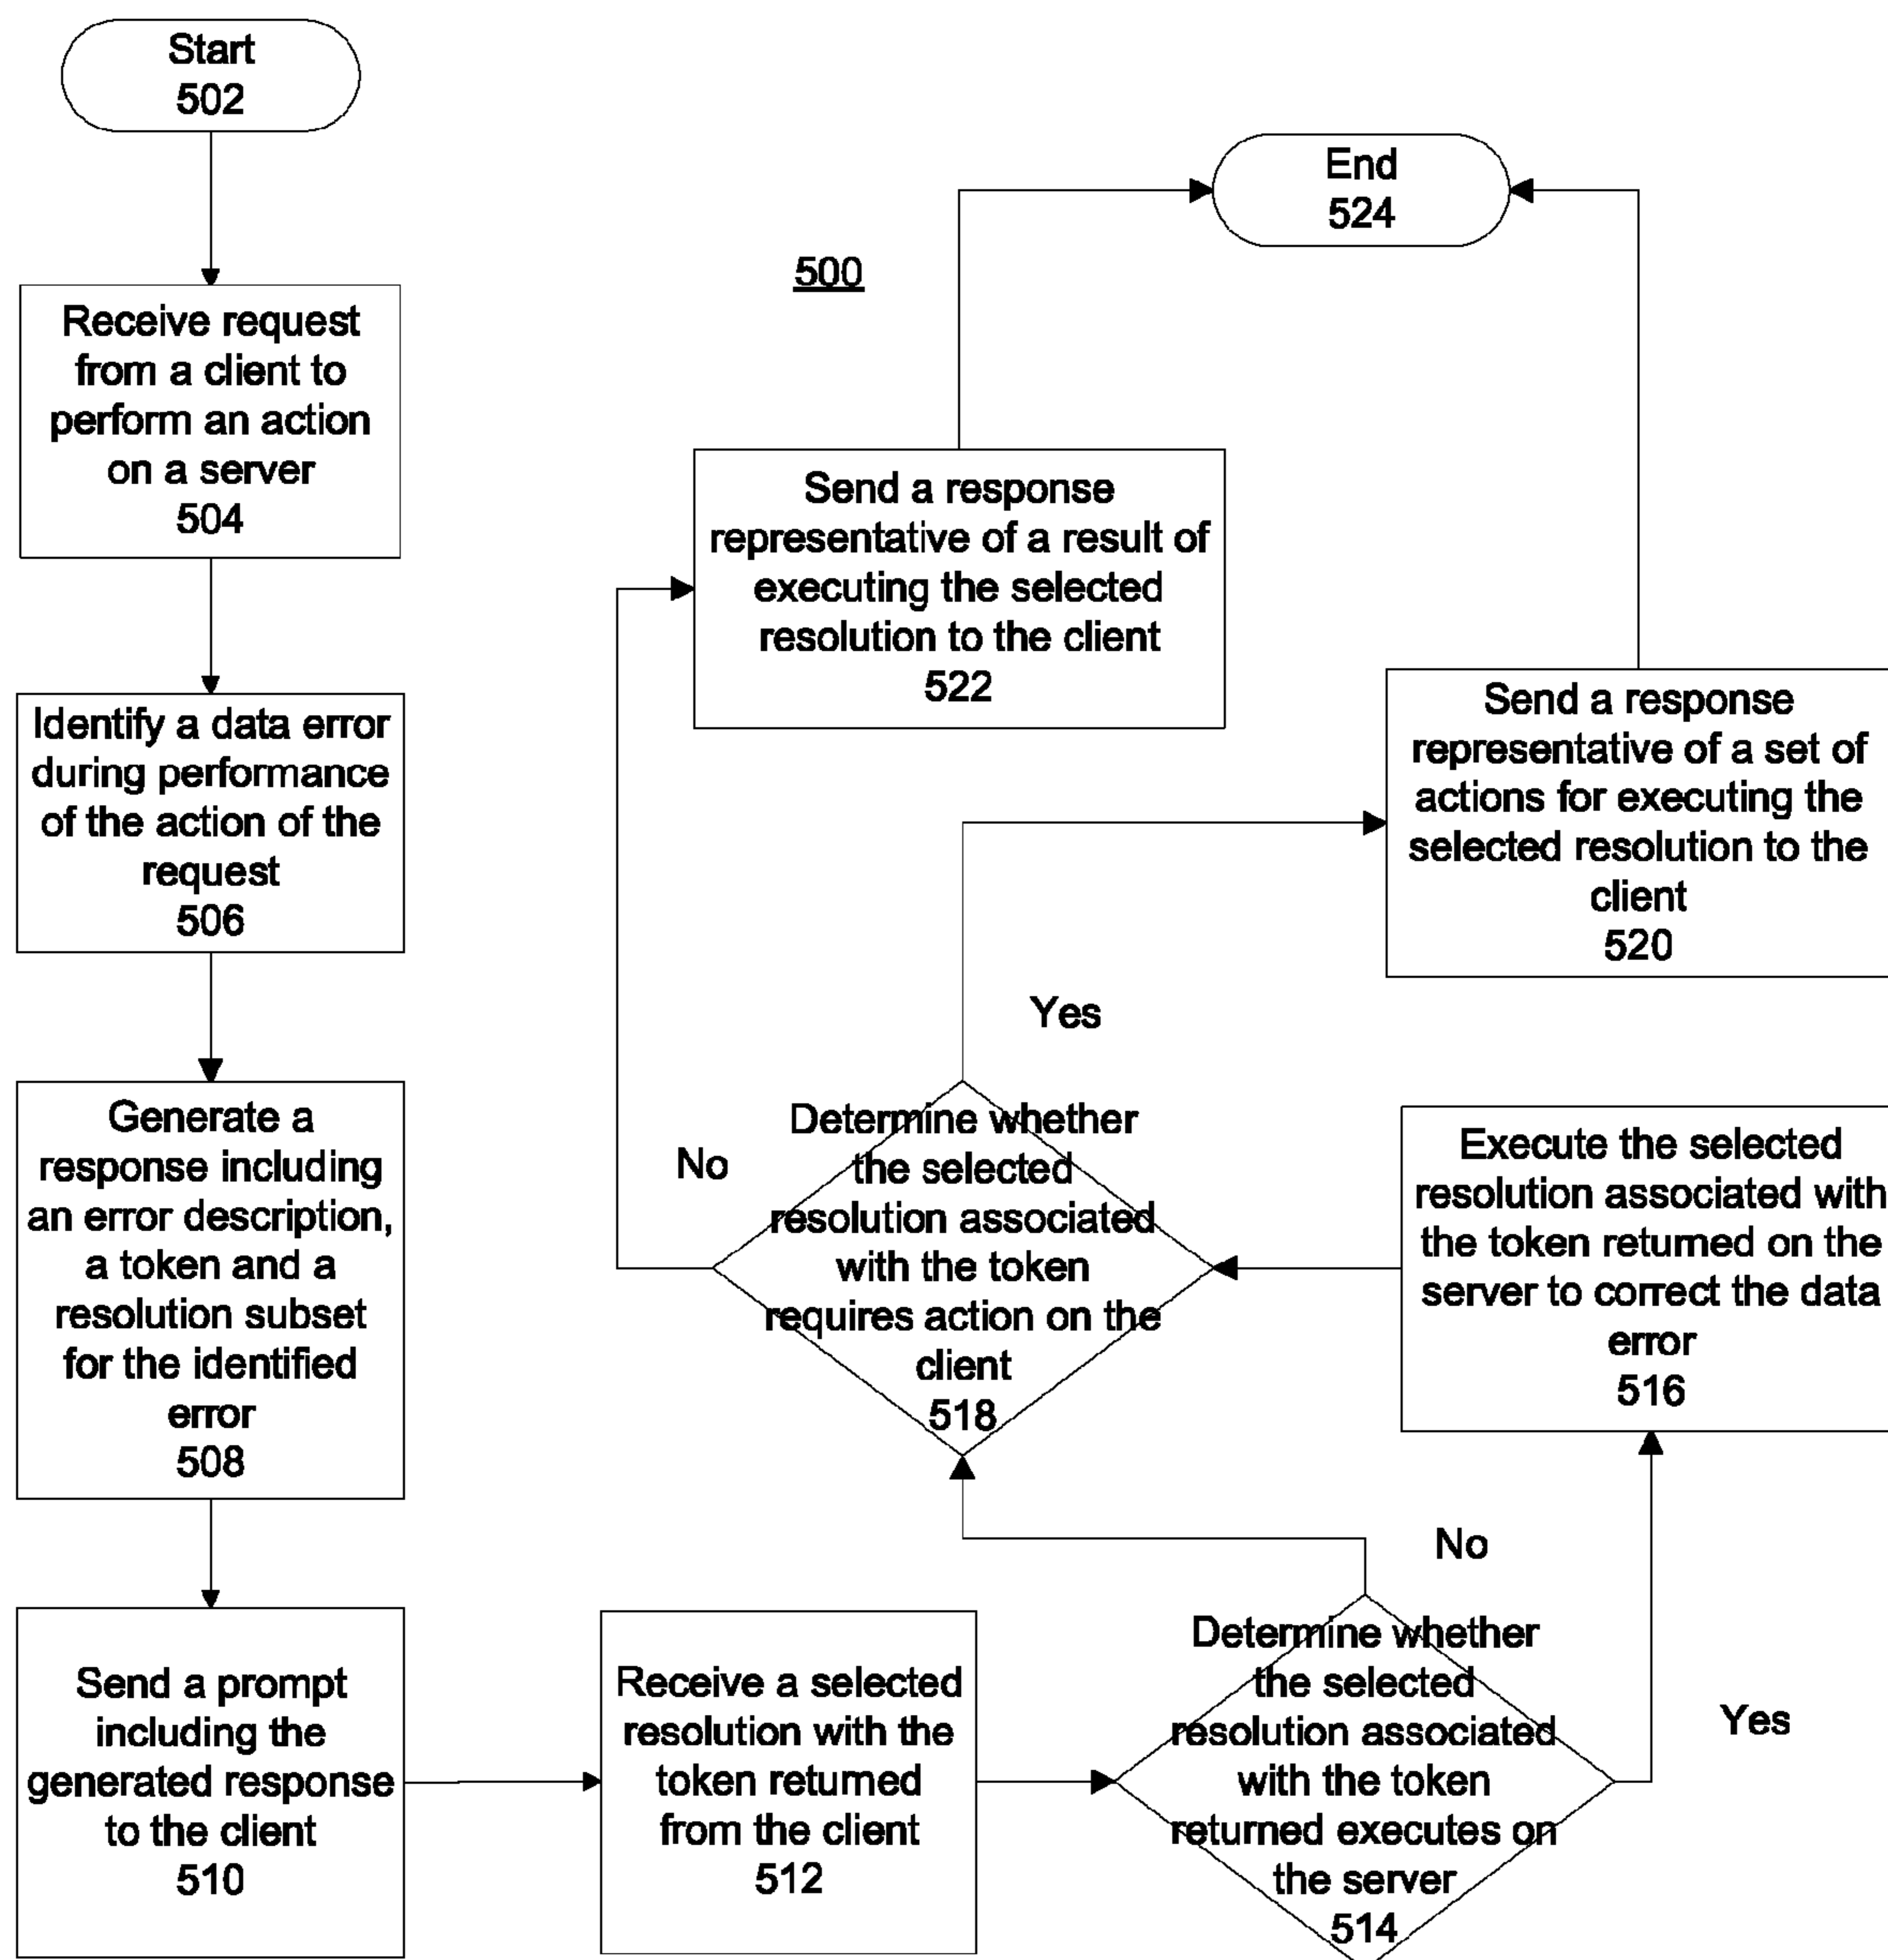 Start
502
Receive request
from a client to
perform an action
on a server
504
Identify a data error
during performance
of the action of the
request
506
Generate a
response including
an error description,
a token and a
resolution subset
for the identified
error
508
Send a prompt
including the
generated response
to the client
510
Receive a selected
resolution with the
token returned
from the client
512
Determine whether
the selected
resolution associated
with the token
returned executes on
the server
514
No
Yes
Execute the selected
resolution associated with
the token returned on the
server to correct the data
error
516
Determine whether
the selected
resolution associated
with the token
requires action on the
client
518
No
Yes
Send a response
representative of a set of
actions for executing the
selected resolution to the
client
520
Send a response
representative of a result of
executing the selected
resolution to the client
522
End
524
500